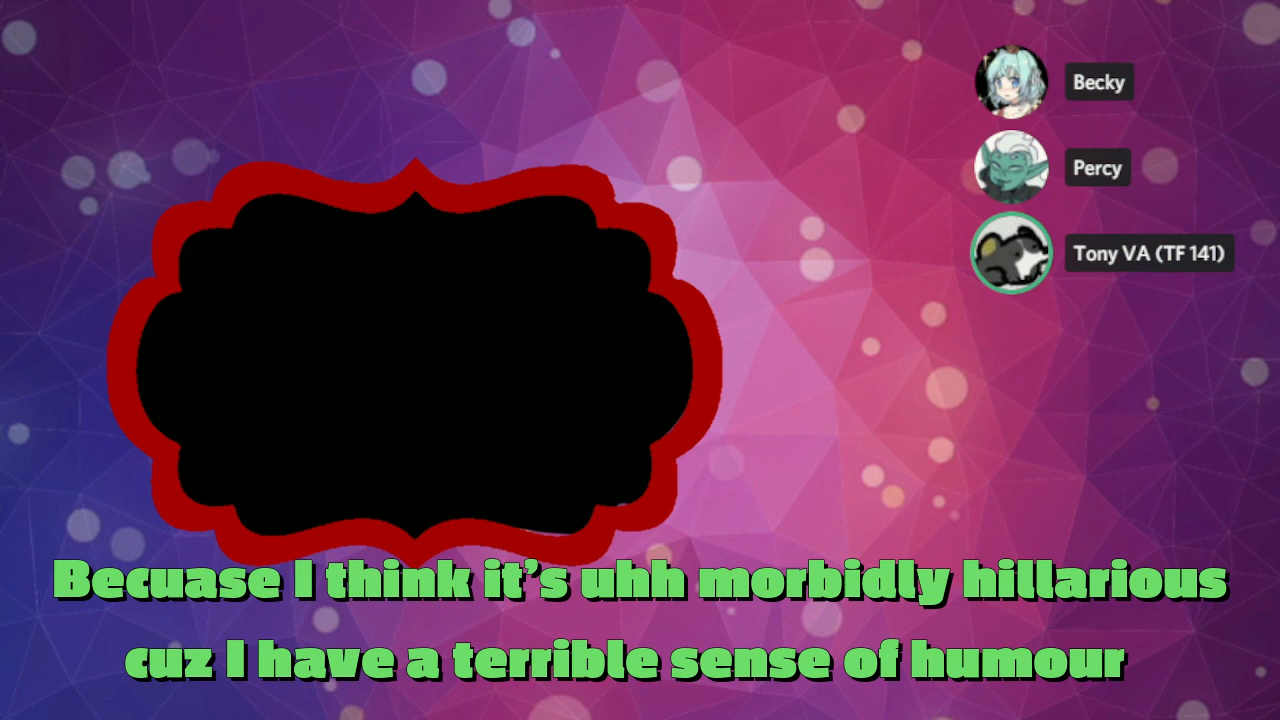 Becky
Percy
Tony VA (TF 141)
Becuase I think it's uhh morbidly hillarious
cuz I have a terrible sense of humour